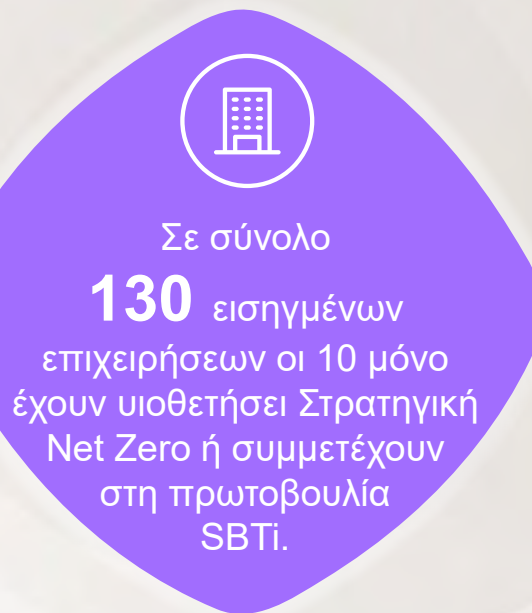 Σε σύνολο
130 εισηγμένων
επιχειρήσεων οι 10 μόνο
έχουν υιοθετήσει Στρατηγική
Net Zero ή συμμετέχουν
στη πρωτοβουλία
SBTi.